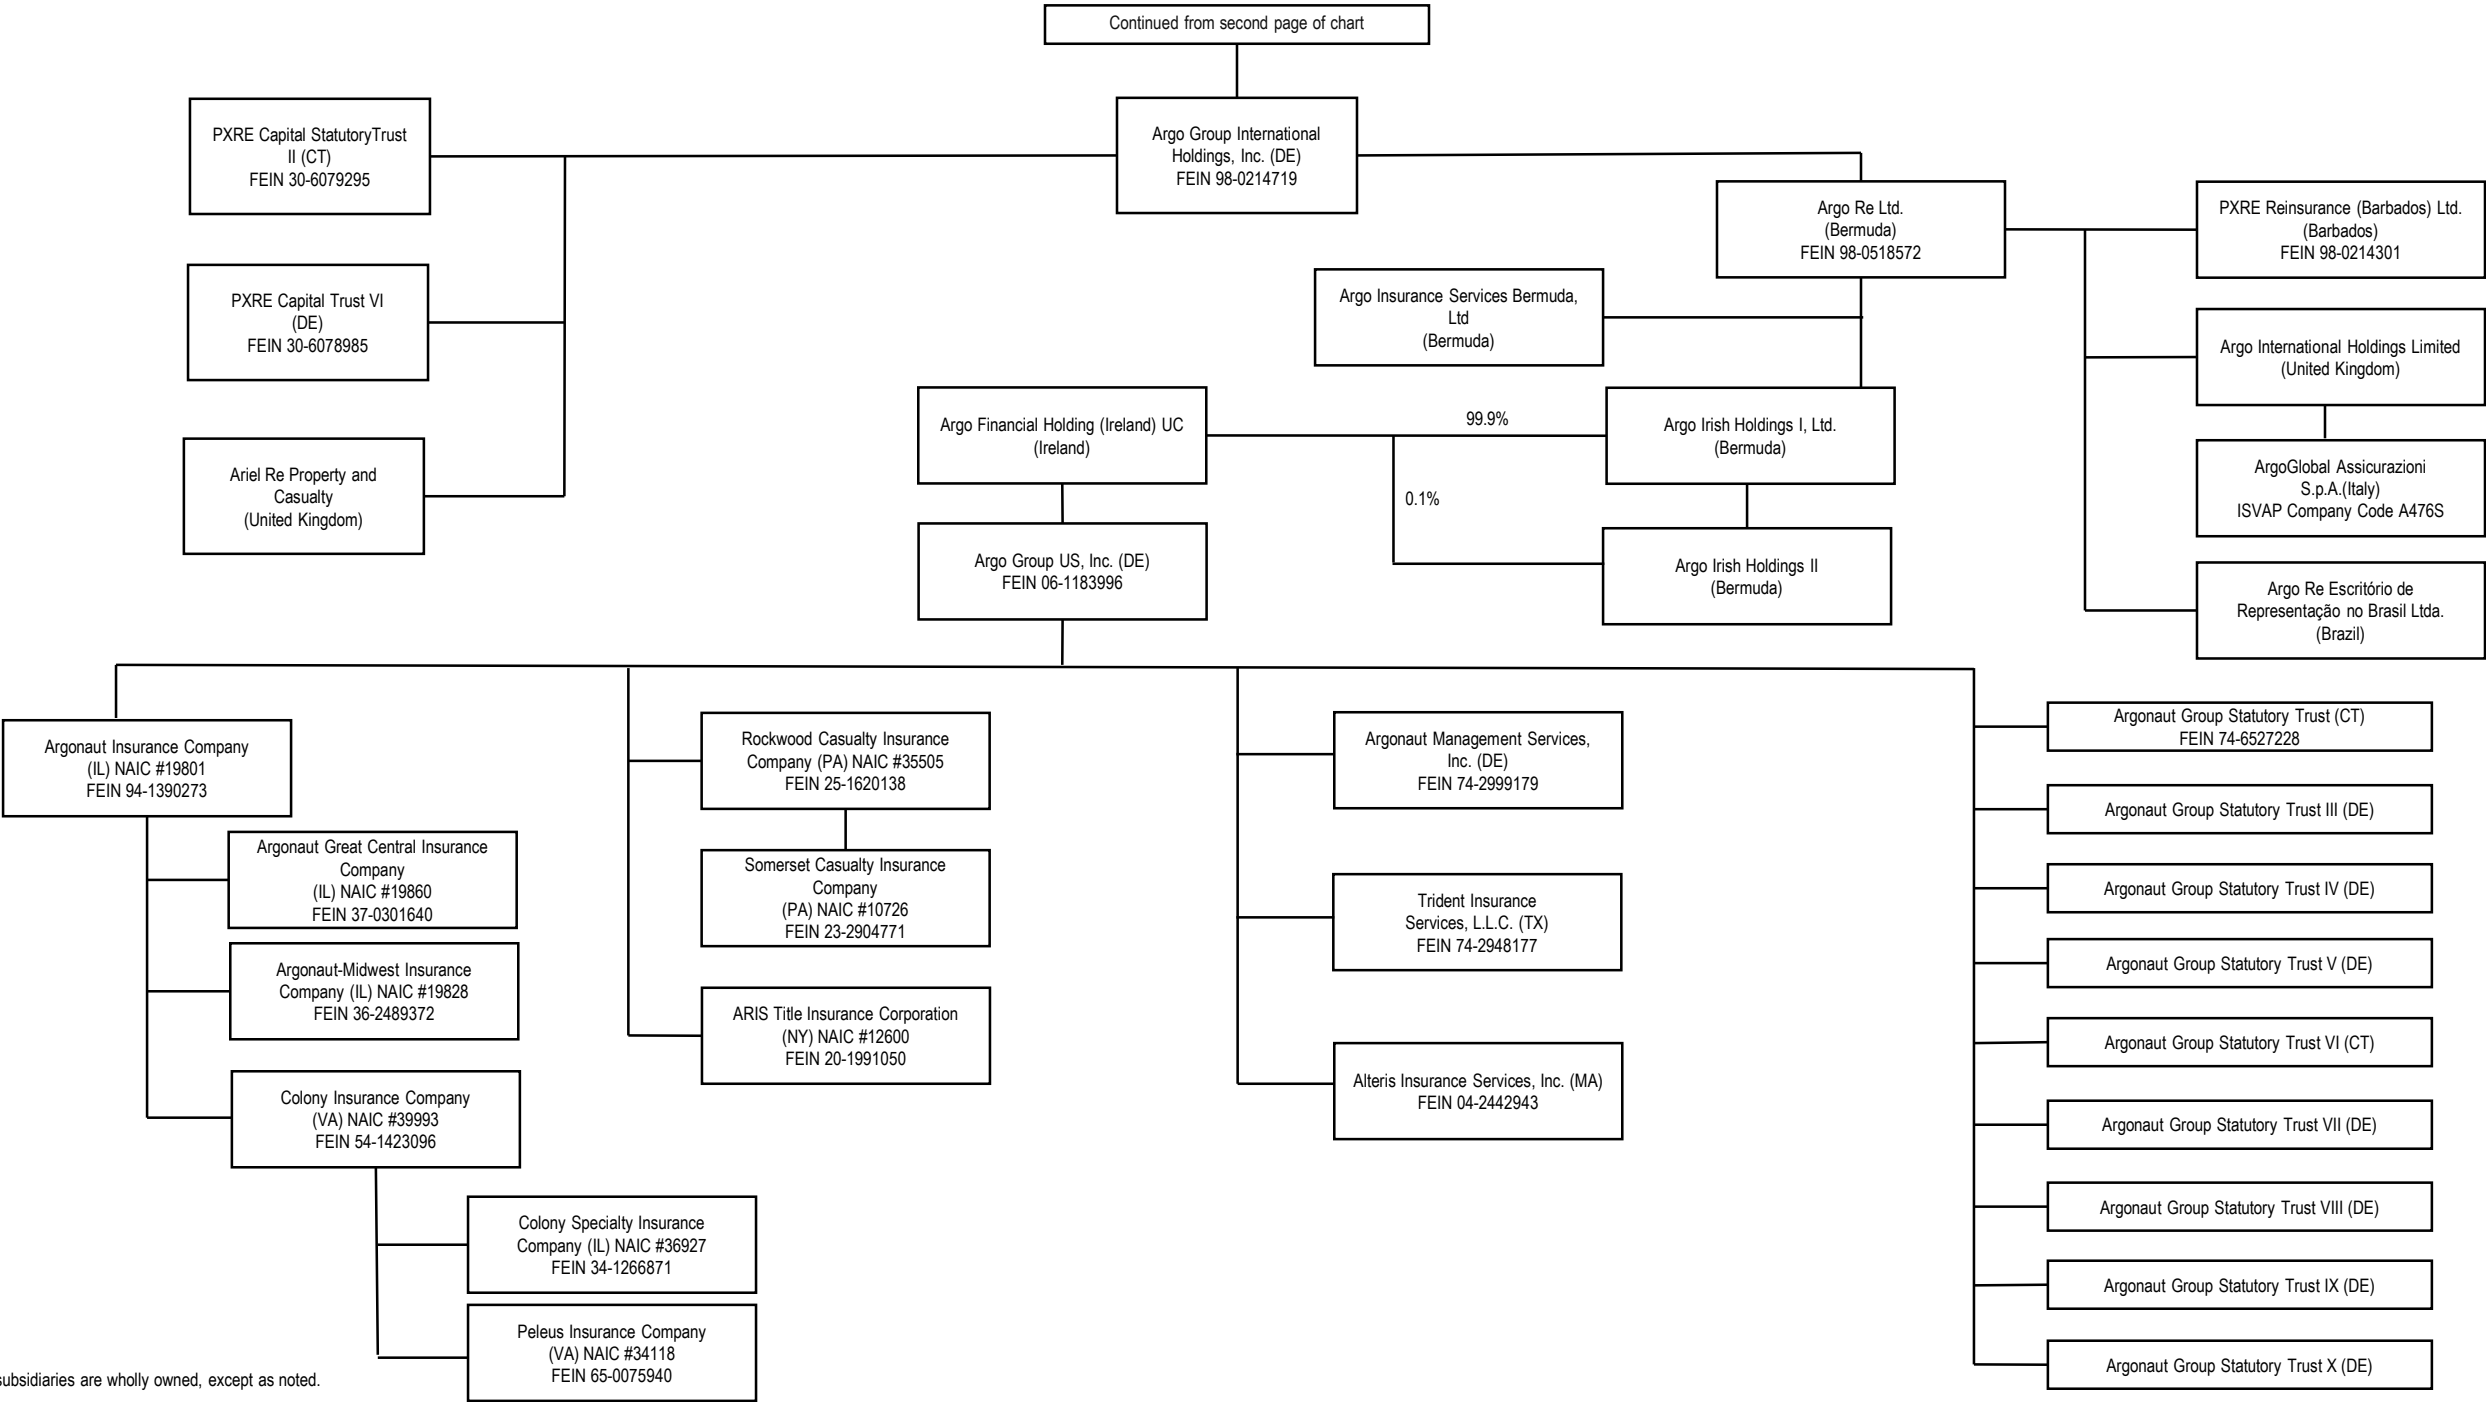 Continued from second page of chart
PXRE Capital StatutoryTrust
II (CT)
FEIN 30-6079295
Argo Group International
Holdings, Inc. (DE)
FEIN 98-0214719
Argo Re Ltd.
(Bermuda)
FEIN 98-0518572
PXRE Reinsurance (Barbados) Ltd.
(Barbados)
FEIN 98-0214301
PXRE Capital Trust VI
(DE)
FEIN 30-6078985
Argo Insurance Services Bermuda,
Ltd
(Bermuda)
Argo International Holdings Limited
(United Kingdom)
Argo Financial Holding (Ireland) UC
(Ireland)
99.9%
Argo Irish Holdings I, Ltd.
(Bermuda)
Ariel Re Property and
Casualty
(United Kingdom)
0.1%
ArgoGlobal Assicurazioni
S.p.A.(Italy)
ISVAP Company Code A476S
Argo Group US, Inc. (DE)
FEIN 06-1183996
Argo Irish Holdings II
(Bermuda)
Argo Re Escritório de
Representação no Brasil Ltda.
(Brazil)
Argonaut Insurance Company
(IL) NAIC #19801
FEIN 94-1390273
Argonaut Great Central Insurance
Company
(IL) NAIC #19860
FEIN 37-0301640
Argonaut-Midwest Insurance
Company (IL) NAIC #19828
FEIN 36-2489372
Colony Insurance Company
(VA) NAIC #39993
FEIN 54-1423096
Colony Specialty Insurance
Company (IL) NAIC #36927
FEIN 34-1266871
Peleus Insurance Company
(VA) NAIC #34118
FEIN 65-0075940
Rockwood Casualty Insurance
Company (PA) NAIC #35505
FEIN 25-1620138
Somerset Casualty Insurance
Company
(PA) NAIC #10726
FEIN 23-2904771
ARIS Title Insurance Corporation
(NY) NAIC #12600
FEIN 20-1991050
Argonaut Management Services,
Inc. (DE)
FEIN 74-2999179
Trident Insurance
Services, L.L.C. (TX)
FEIN 74-2948177
Alteris Insurance Services, Inc. (MA)
FEIN 04-2442943
Argonaut Group Statutory Trust (CT)
FEIN 74-6527228
Argonaut Group Statutory Trust III (DE)
Argonaut Group Statutory Trust IV (DE)
Argonaut Group Statutory Trust V (DE)
Argonaut Group Statutory Trust VI (CT)
Argonaut Group Statutory Trust VII (DE)
Argonaut Group Statutory Trust VIII (DE)
Argonaut Group Statutory Trust IX (DE)
Argonaut Group Statutory Trust X (DE)
subsidiaries are wholly owned, except as noted.